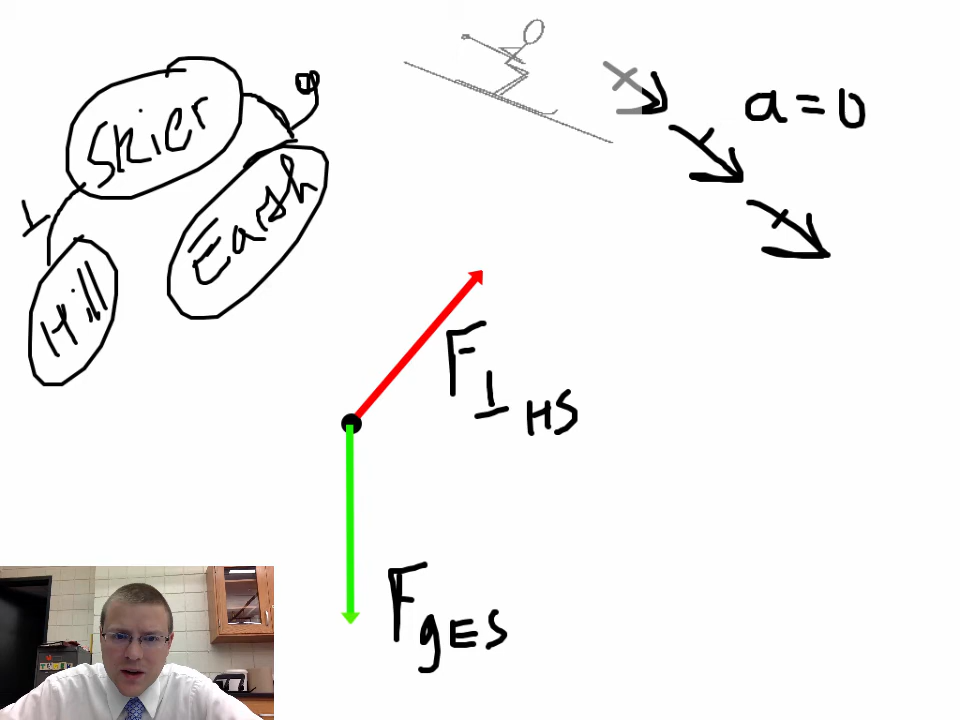 Skier
g
Earth
⊥
Hill
a = 0
F⊥HS
FgES